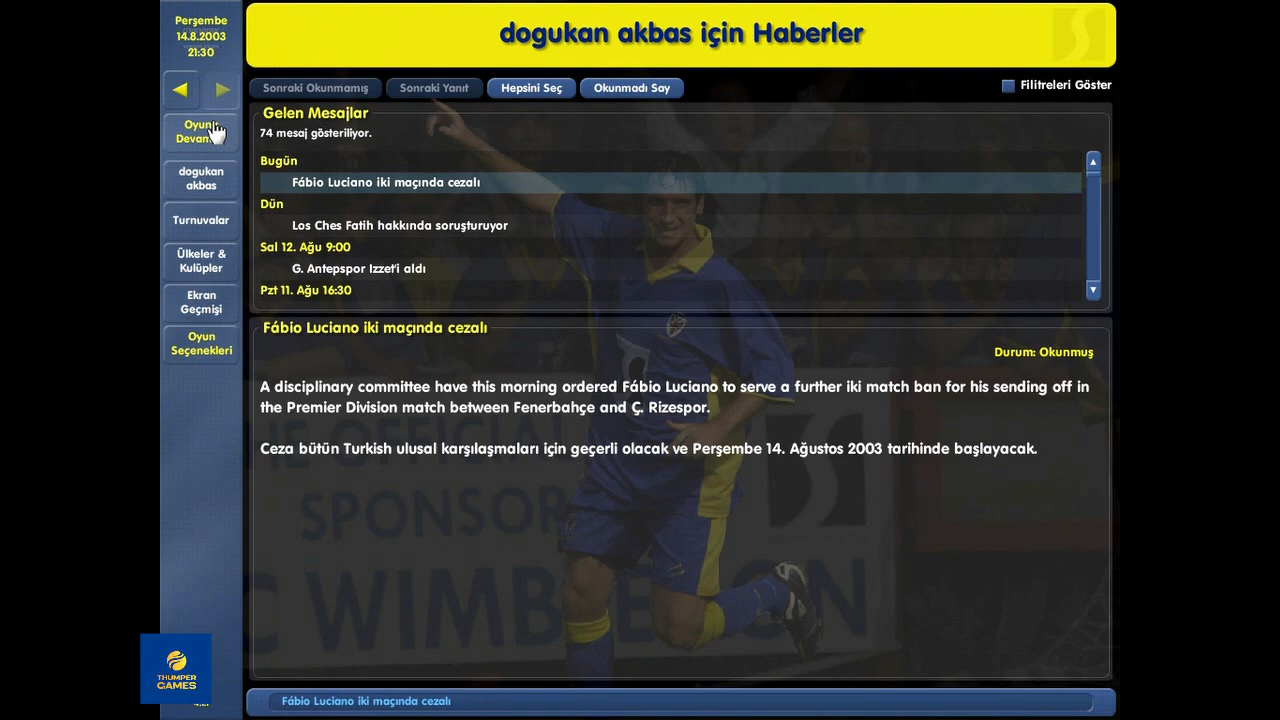 Perşembe
14.8.2003
21:30
dogukan akbas için Haberler
Sonraki Okunmamış
Sonraki Yanıt
Hepsini Seç
Okunmadı Say
Filitreleri Göster
dogukan
akbas
Turnuvalar
Ülkeler &
Kulüpler
Ekran
Geçmişi
Oyun
Seçenekleri
Gelen Mesajlar
74 mesaj gösteriliyor.
Bugün
Fábio Luciano iki maçında cezalı
Dün
Los Ches Fatih hakkında soruşturuyor
Sal 12. Ağu 9:00
G. Antepspor Izzet'i aldı
Pzt 11. Ağu 16:30
Fábio Luciano iki maçında cezalı
Durum: Okunmuş
A disciplinary committee have this morning ordered Fábio Luciano to serve a further iki match ban for his sending off in
the Premier Division match between Fenerbahçe and Ç. Rizespor.
Ceza bütün Turkish ulusal karşılaşmaları için geçerli olacak ve Perşembe 14. Ağustos 2003 tarihinde başlayacak.
THE OFFICIAL
SPONSOR
C WIMBLEDON
THUMPER
GAMES
Fábio Luciano iki maçında cezalı